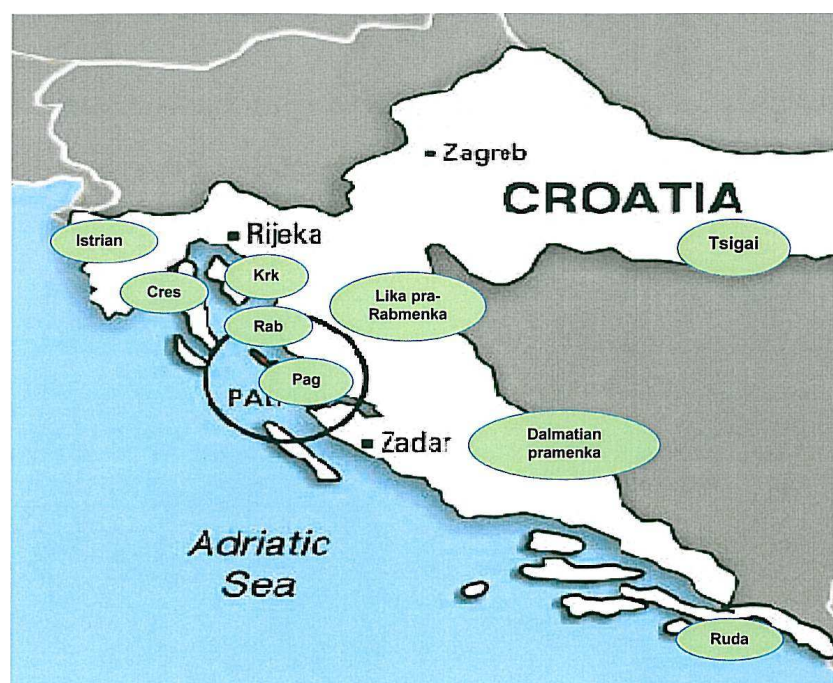 Zagreb
CROATIA
Istrian
Rijeka
Tsigai
Krk
Cres
Lika pra-
Rabmenka
Rab
Pag
Zadar
Dalmatian
pramenka
Adriatic
Sea
Ruda